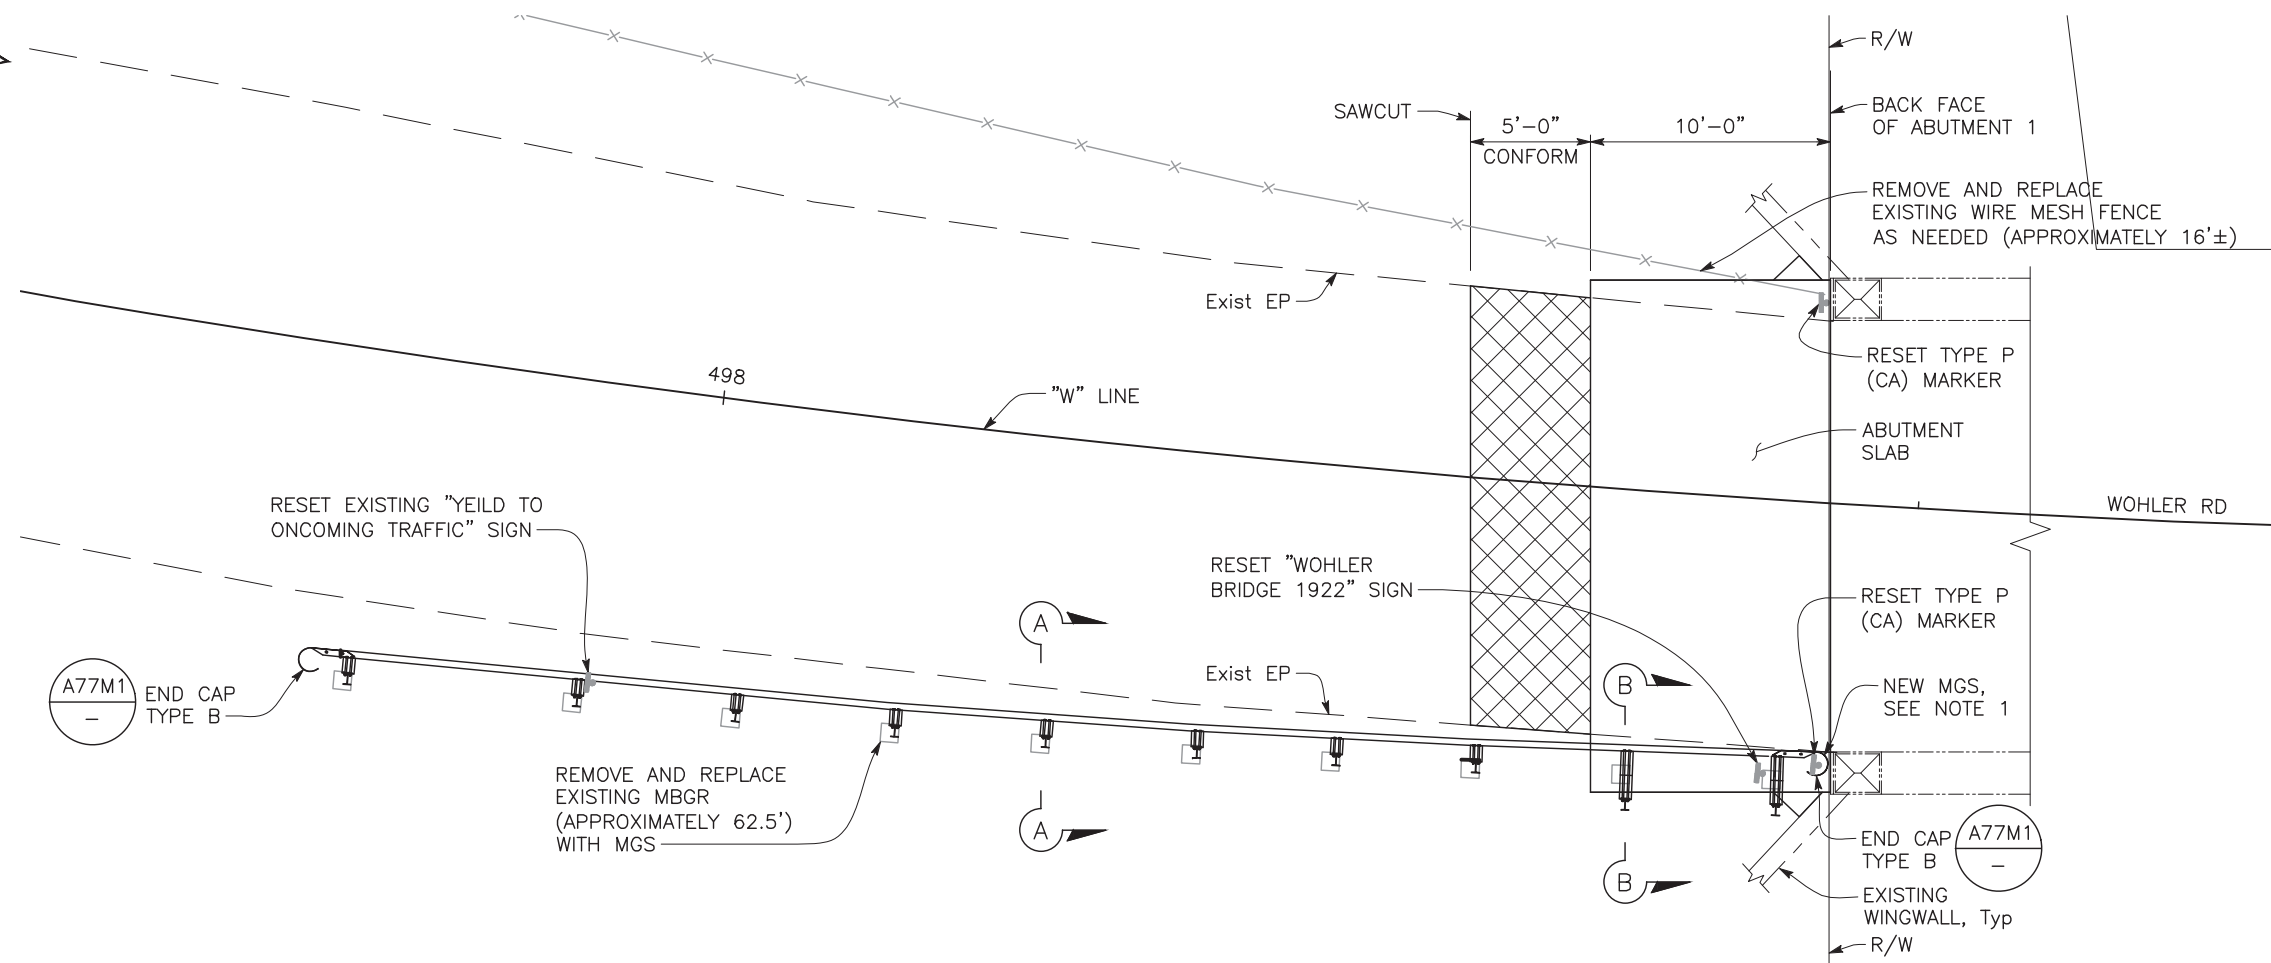 R/W
BACK FACE
OF ABUTMENT 1
SAWCUT
5'-0"
10'-0"
CONFORM
REMOVE AND REPLACE
EXISTING WIRE MESH FENCE
AS NEEDED (APPROXIMATELY 16'±)
Exist EP
RESET TYPE P
(CA) MARKER
498
"W" LINE
ABUTMENT
SLAB
RESET EXISTING "YEILD TO
ONCOMING TRAFFIC" SIGN
WOHLER RD
RESET "WOHLER
BRIDGE 1922" SIGN
RESET TYPE P
(CA) MARKER
A
Exist EP
B
A77M1
-
END CAP
TYPE B
NEW MGS,
SEE NOTE 1
REMOVE AND REPLACE
EXISTING MBGR
(APPROXIMATELY 62.5')
WITH MGS
A
END CAP
TYPE B
A77M1
-
B
EXISTING
WINGWALL, Typ
R/W